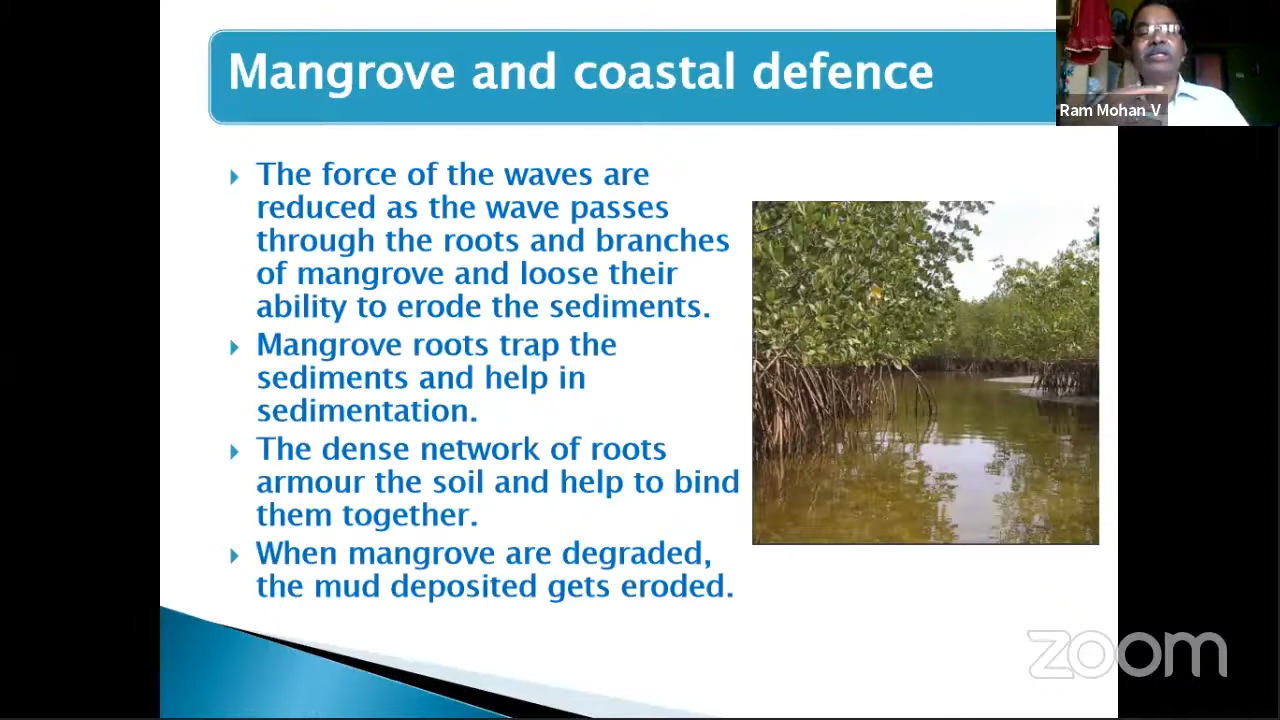 Mangrove and coastal defence
Ram Mohan V
The force of the waves are
reduced as the wave passes
through the roots and branches
of mangrove and loose their
ability to erode the sediments.
Mangrove roots trap the
sediments and help in
sedimentation.
The dense network of roots
armour the soil and help to bind
them together.
When mangrove are degraded,
the mud deposited gets eroded.
zoom